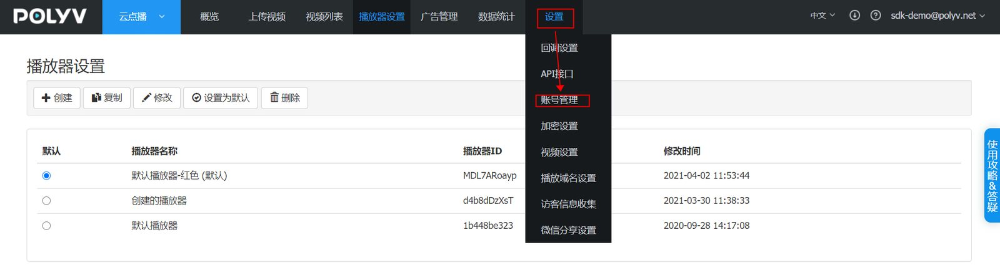 POLYV 云点播 概览 上传视频 视频列表 播放器设置 广告管理 数据统计 设置 中文 sdk-demo@polyv.net
回调设置
API接口
账号管理
加密设置
视频设置
播放域名设置
访客信息收集
微信分享设置
播放器设置
创建 复制 修改 设置为默认 删除
默认 播放器名称 播放器ID 修改时间
默认播放器-红色 (默认) MDL7ARoayp 2021-04-02 11:53:44
创建的播放器 d4b8dDzXsT 2021-03-30 11:38:33
默认播放器 1b448be323 2020-09-28 14:17:08
使用攻略&答疑